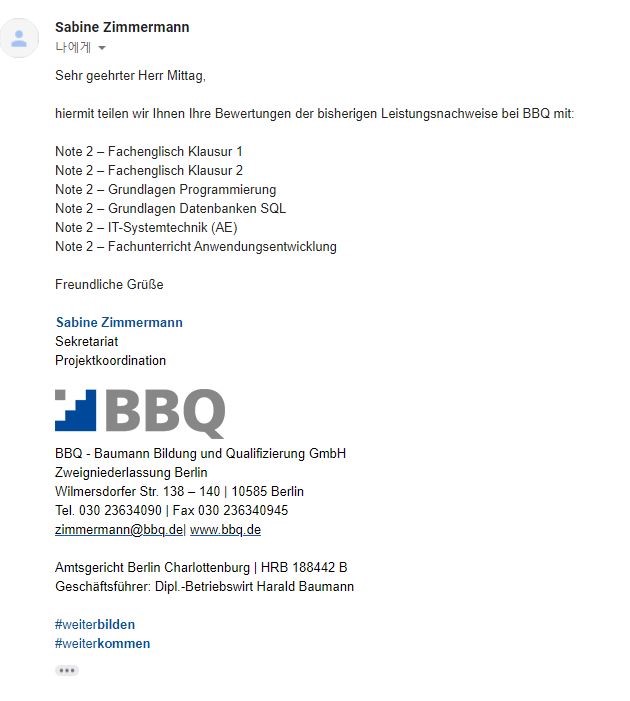 Sabine Zimmermann
나에게
Sehr geehrter Herr Mittag,
hiermit teilen wir Ihnen Ihre Bewertungen der bisherigen Leistungsnachweise bei BBQ mit:
Note 2 – Fachenglisch Klausur 1
Note 2 – Fachenglisch Klausur 2
Note 2 – Grundlagen Programmierung
Note 2 – Grundlagen Datenbanken SQL
Note 2 – IT-Systemtechnik (AE)
Note 2 – Fachunterricht Anwendungsentwicklung
Freundliche Grüße
Sabine Zimmermann
Sekretariat
Projektkoordination
BBQ
BBQ - Baumann Bildung und Qualifizierung GmbH
Zweigniederlassung Berlin
Wilmersdorfer Str. 138 – 140 | 10585 Berlin
Tel. 030 23634090 | Fax 030 236340945
zimmermann@bbq.de| www.bbq.de
Amtsgericht Berlin Charlottenburg | HRB 188442 B
Geschäftsführer: Dipl.-Betriebswirt Harald Baumann
#weiterbilden
#weiterkommen